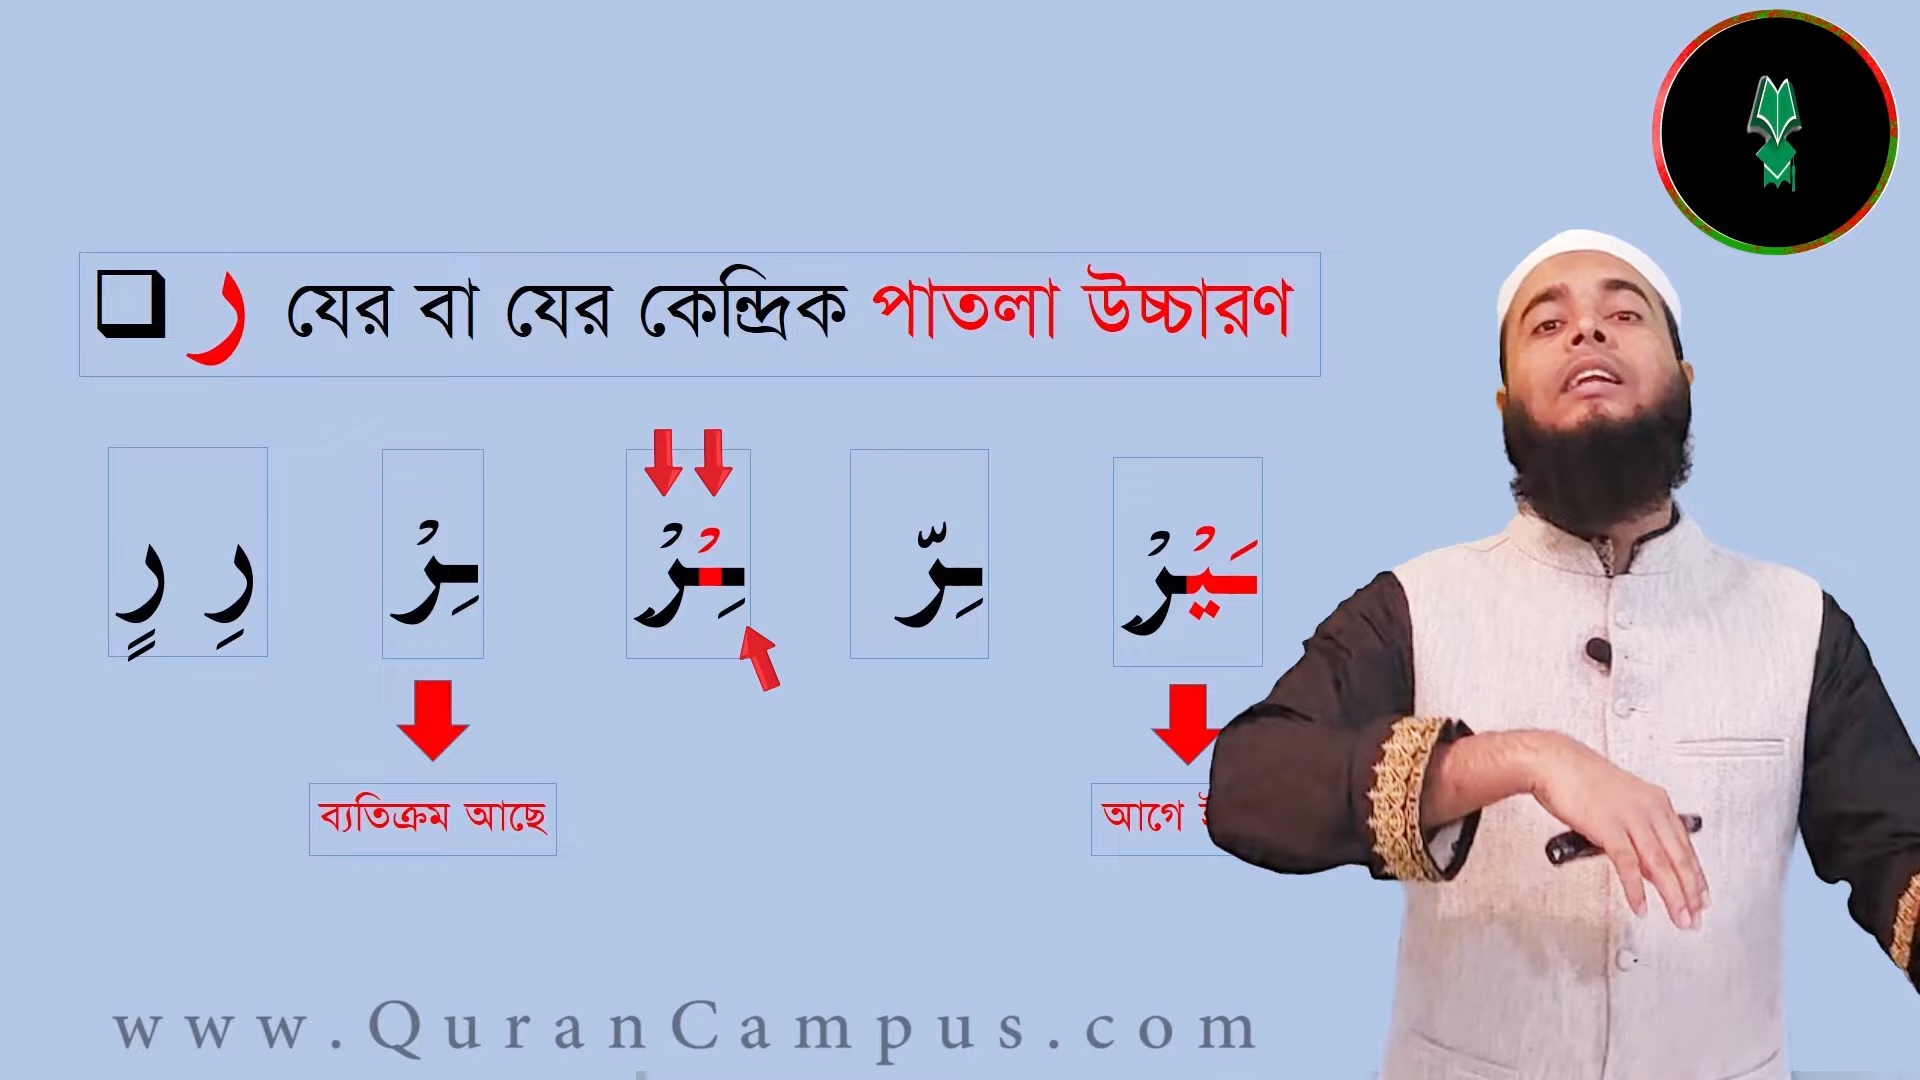 ❑ ر যের বা যের কেন্দ্রিক পাতলা উচ্চারণ
رِ رٍ
ـِرْ
ـِـْرْ
ـِرّ
ـَيْرْ
ব্যতিক্রম আছে
আগে
www.QuranCampus.com